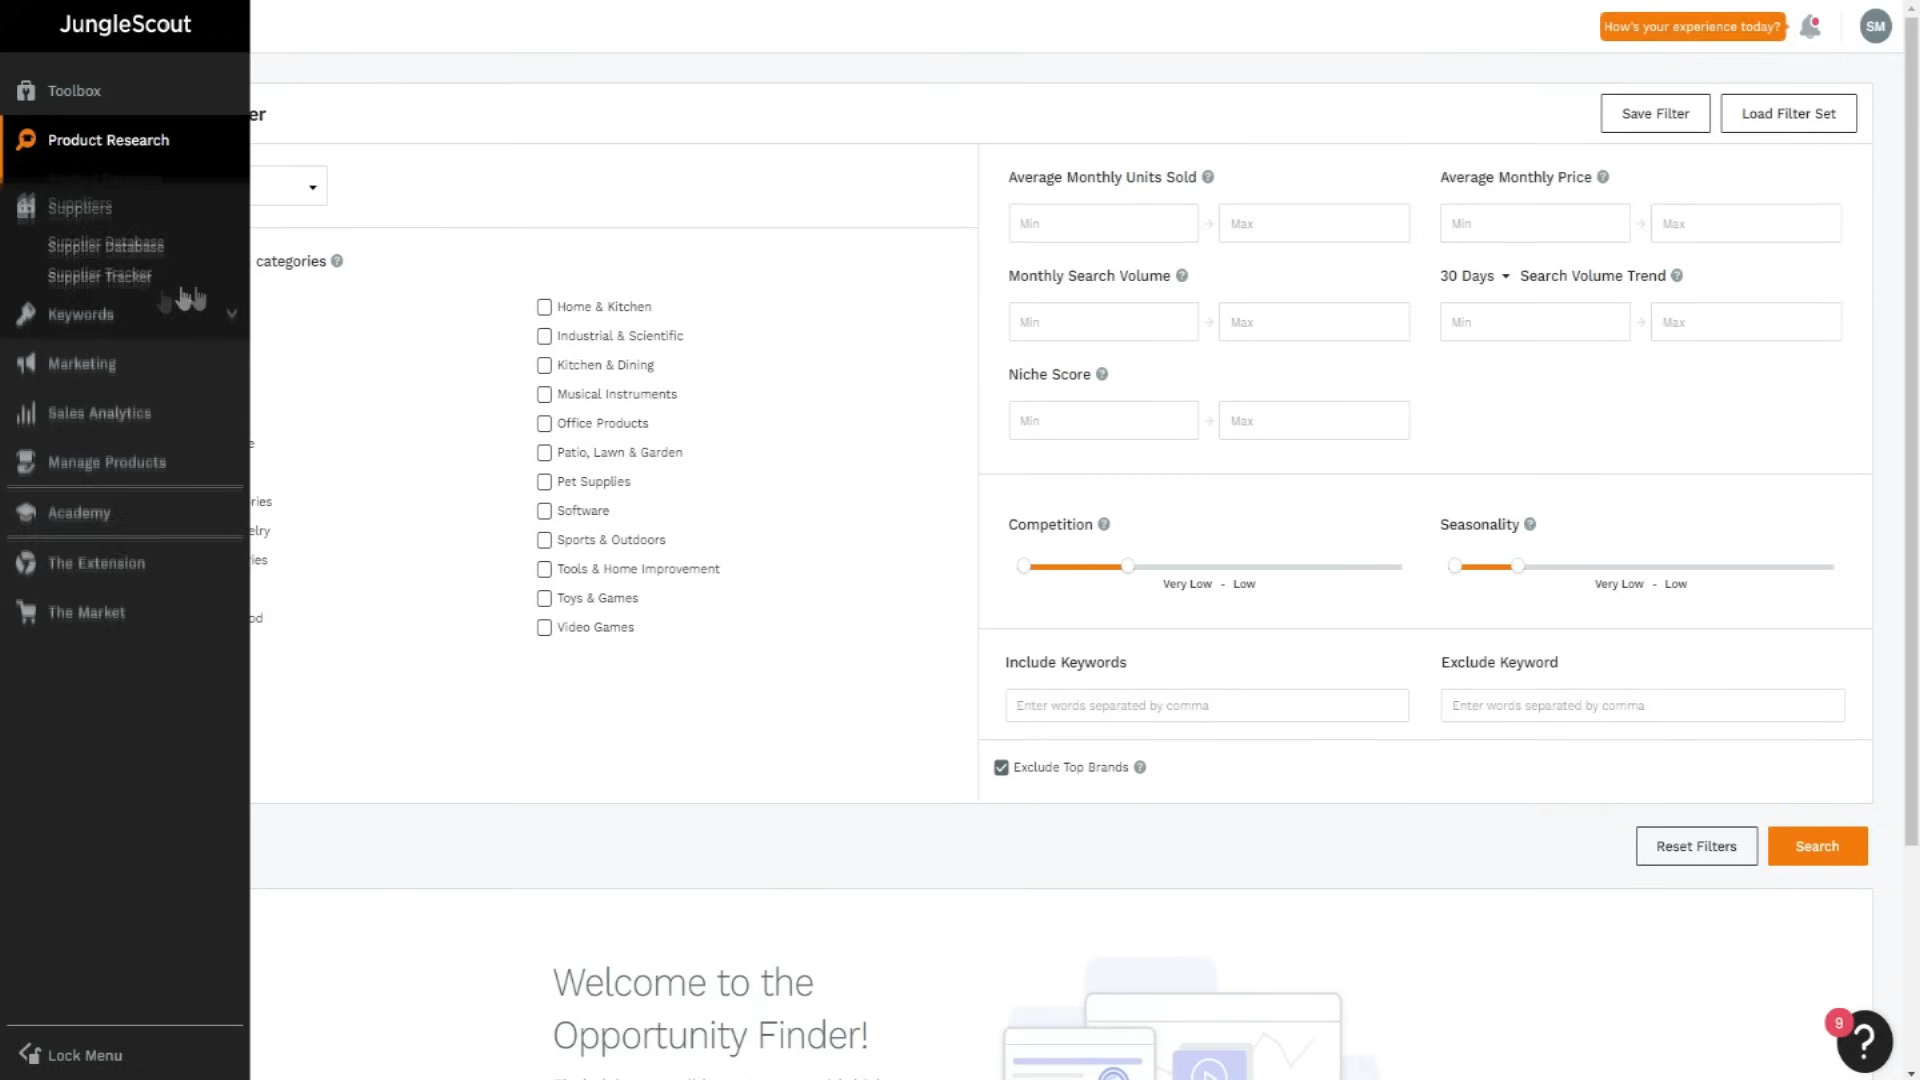 JungleScout
How's your experience today?
SM
Toolbox
Product Research
Suppliers
Supplier Database
Supplier Tracker
Keywords
Marketing
Sales Analytics
Manage Products
Academy
The Extension
The Market
Lock Menu
er
Save Filter
Load Filter Set
categories
e
ries
elry
ies
od
Home & Kitchen
Industrial & Scientific
Kitchen & Dining
Musical Instruments
Office Products
Patio, Lawn & Garden
Pet Supplies
Software
Sports & Outdoors
Tools & Home Improvement
Toys & Games
Video Games
Average Monthly Units Sold
Min Max
Average Monthly Price
Min Max
Monthly Search Volume
Min Max
30 Days Search Volume Trend
Min Max
Niche Score
Min Max
Competition
Very Low - Low
Seasonality
Very Low - Low
Include Keywords
Enter words separated by comma
Exclude Keyword
Enter words separated by comma
Exclude Top Brands
Reset Filters
Search
Welcome to the
Opportunity Finder!
9
?